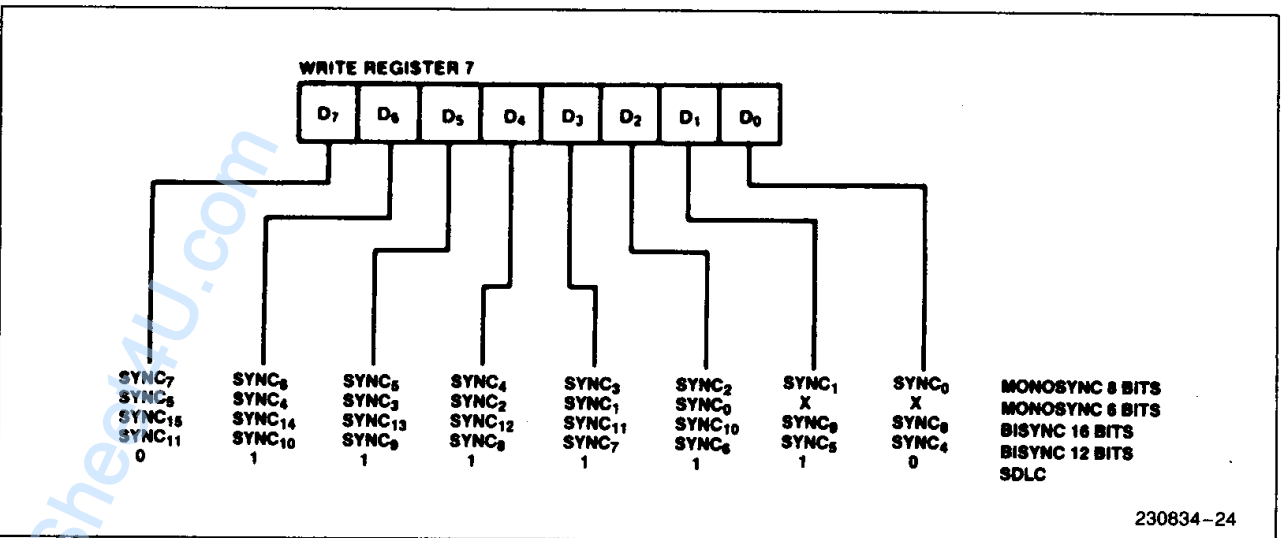 WRITE REGISTER 7
D7 D6 D5 D4 D3 D2 D1 D0
SYNC7 SYNC6 SYNC5 SYNC4 SYNC3 SYNC2 SYNC1 SYNC0 MONOSYNC 8 BITS
SYNC5 SYNC4 SYNC3 SYNC2 SYNC1 SYNC0 X X MONOSYNC 6 BITS
SYNC15 SYNC14 SYNC13 SYNC12 SYNC11 SYNC10 SYNC9 SYNC8 BISYNC 16 BITS
SYNC11 SYNC10 SYNC9 SYNC8 SYNC7 SYNC6 SYNC5 SYNC4 BISYNC 12 BITS
0 1 1 1 1 1 1 0 SDLC
230834-24
heet4U.com